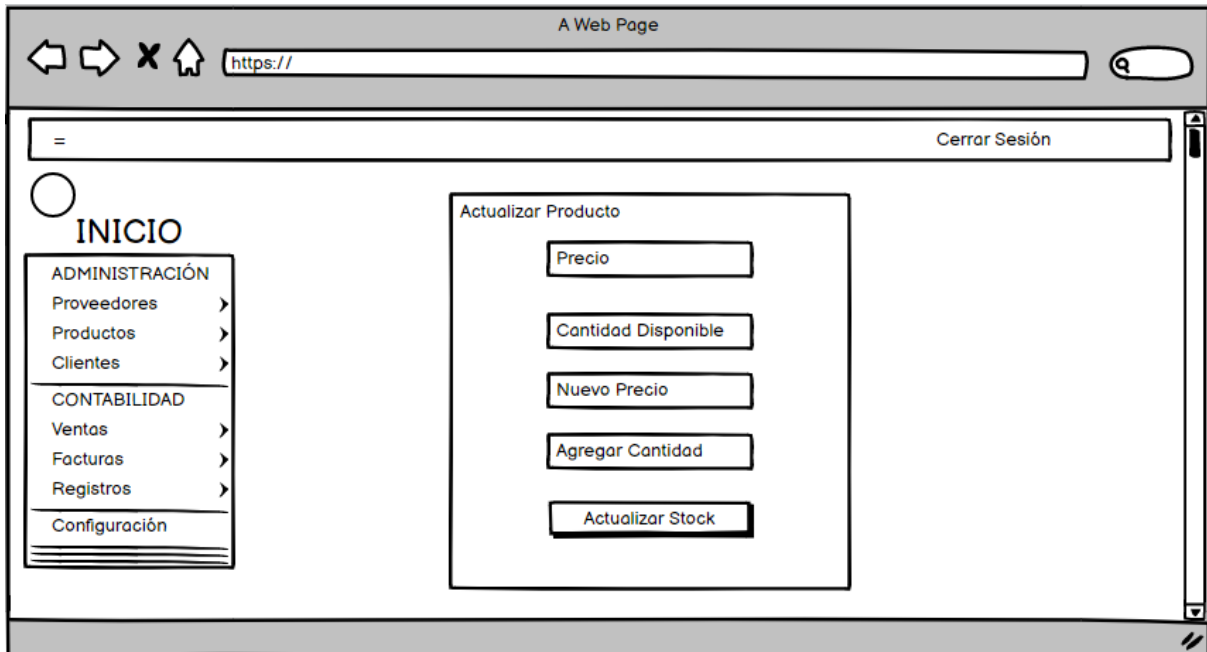 A Web Page
https://
=
Cerrar Sesión
INICIO
ADMINISTRACIÓN
Proveedores
Productos
Clientes
CONTABILIDAD
Ventas
Facturas
Registros
Configuración
Actualizar Producto
Precio
Cantidad Disponible
Nuevo Precio
Agregar Cantidad
Actualizar Stock